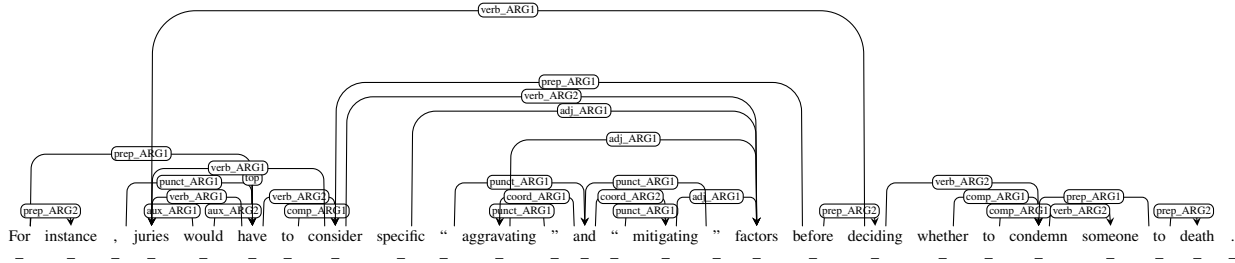 verb_ARG1
prep_ARG1
verb_ARG2
adj_ARG1
adj_ARG1
prep_ARG1
verb_ARG1
punct_ARG1 top punct_ARG1 punct_ARG1 verb_ARG2
verb_ARG1 verb_ARG2 coord_ARG1 coord_ARG2 adj_ARG1 comp_ARG1 prep_ARG1
prep_ARG2 aux_ARG1 aux_ARG2 comp_ARG1 punct_ARG1 punct_ARG1 prep_ARG2 comp_ARG1 verb_ARG2 prep_ARG2
For instance , juries would have to consider specific “ aggravating ” and “ mitigating ” factors before deciding whether to condemn someone to death .
_ _ _ _ _ _ _ _ _ _ _ _ _ _ _ _ _ _ _ _ _ _ _ _ _ _